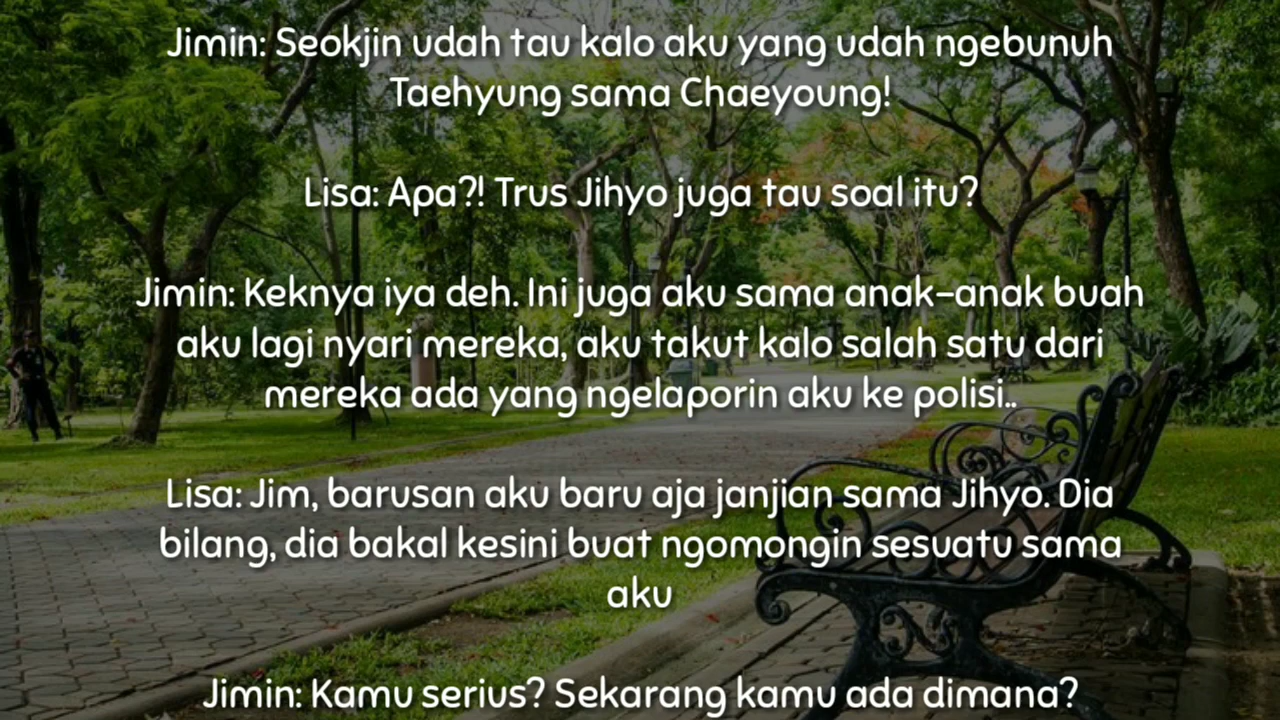 Jimin: Seokjin udah tau kalo aku yang udah ngebunuh
Taehyung sama Chaeyoung!
Lisa: Apa?! Trus Jihyo juga tau soal itu?
Jimin: Keknya iya deh. Ini juga aku sama anak-anak buah
aku lagi nyari mereka, aku takut kalo salah satu dari
mereka ada yang ngelaporin aku ke polisi..
Lisa: Jim, barusan aku baru aja janjian sama Jihyo. Dia
bilang, dia bakal kesini buat ngomongin sesuatu sama
aku
Jimin: Kamu serius? Sekarang kamu ada dimana?